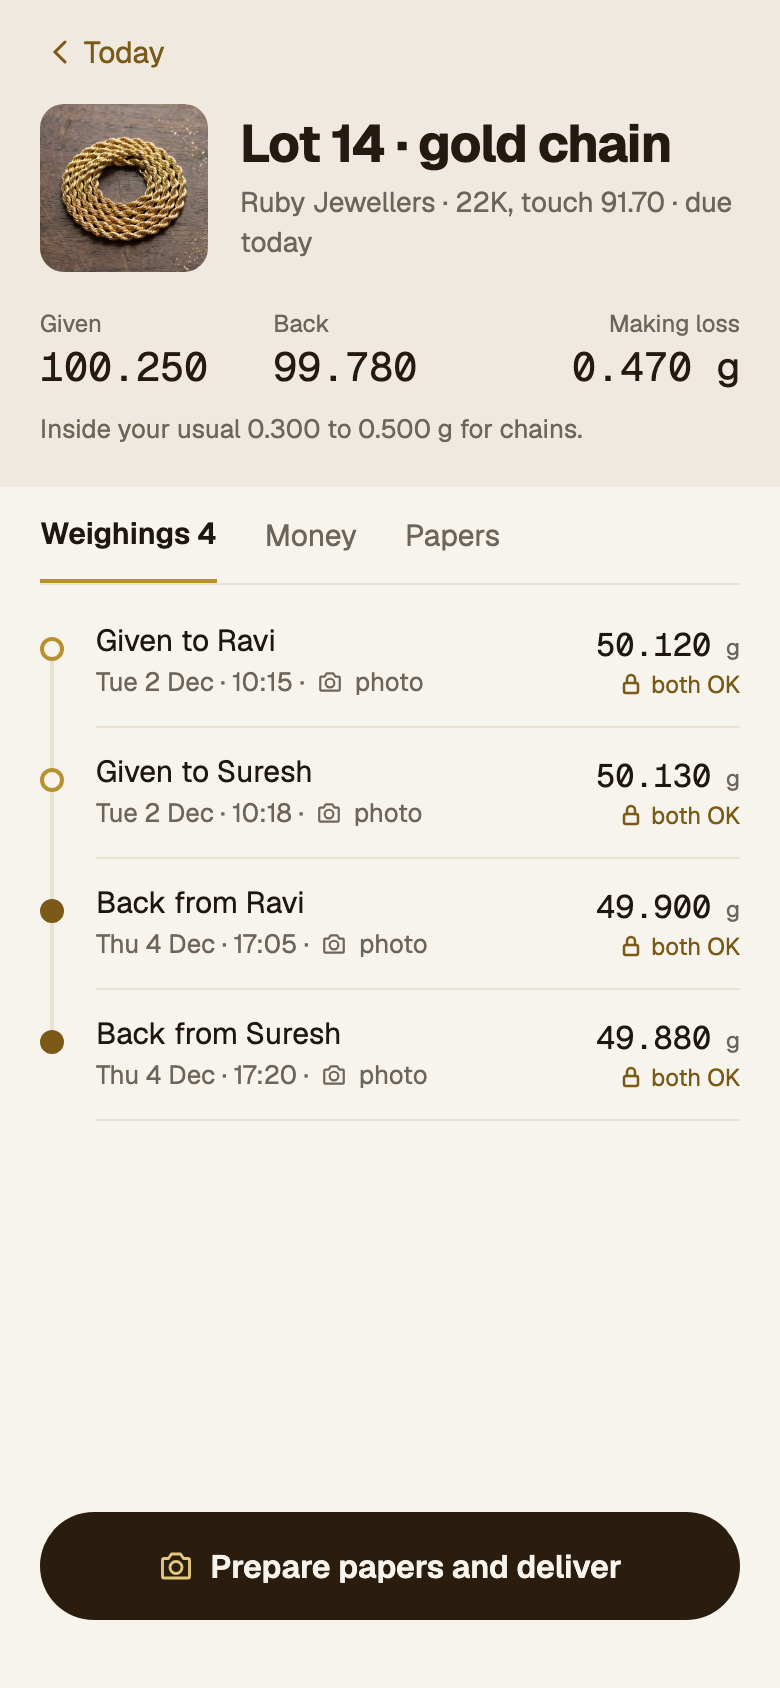 Today
Lot 14 · gold chain
Ruby Jewellers · 22K, touch 91.70 · due
today
Given Back Making loss
100.250 99.780 0.470 g
Inside your usual 0.300 to 0.500 g for chains.
Weighings 4 Money Papers
Given to Ravi 50.120 g
Tue 2 Dec · 10:15 · photo both OK
Given to Suresh 50.130 g
Tue 2 Dec · 10:18 · photo both OK
Back from Ravi 49.900 g
Thu 4 Dec · 17:05 · photo both OK
Back from Suresh 49.880 g
Thu 4 Dec · 17:20 · photo both OK
Prepare papers and deliver